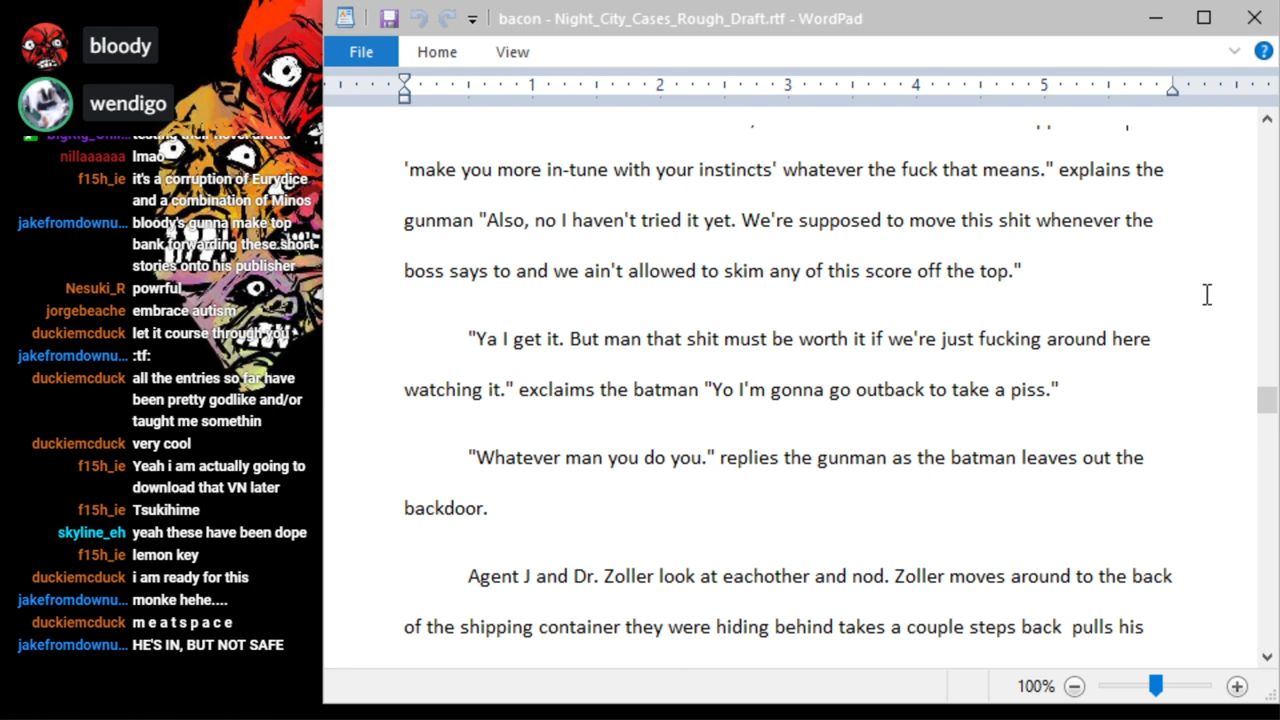 bloody
wendigo
testing their novel drafts
nillaaaaaa lmao
f15h_ie it's a corruption of Eurydice
and a combination of Minos
jakefromdownu... bloody's gunna make top
bank forwarding these short
stories onto his publisher
Nesuki_R powrful
jorgebeache embrace autism
duckiemcduck let it course through you
jakefromdownu... :tf:
duckiemcduck all the entries so far have
been pretty godlike and/or
taught me somethin
duckiemcduck very cool
f15h_ie Yeah i am actually going to
download that VN later
f15h_ie Tsukihime
skyline_eh yeah these have been dope
f15h_ie lemon key
duckiemcduck i am ready for this
jakefromdownu... monke hehe....
duckiemcduck m e a t s p a c e
jakefromdownu... HE'S IN, BUT NOT SAFE
bacon - Night_City_Cases_Rough_Draft.rtf - WordPad
File Home View
1 2 3 4 5
'make you more in-tune with your instincts' whatever the fuck that means." explains the
gunman "Also, no I haven't tried it yet. We're supposed to move this shit whenever the
boss says to and we ain't allowed to skim any of this score off the top."
"Ya I get it. But man that shit must be worth it if we're just fucking around here
watching it." exclaims the batman "Yo I'm gonna go outback to take a piss."
"Whatever man you do you." replies the gunman as the batman leaves out the
backdoor.
Agent J and Dr. Zoller look at eachother and nod. Zoller moves around to the back
of the shipping container they were hiding behind takes a couple steps back  pulls his
100%